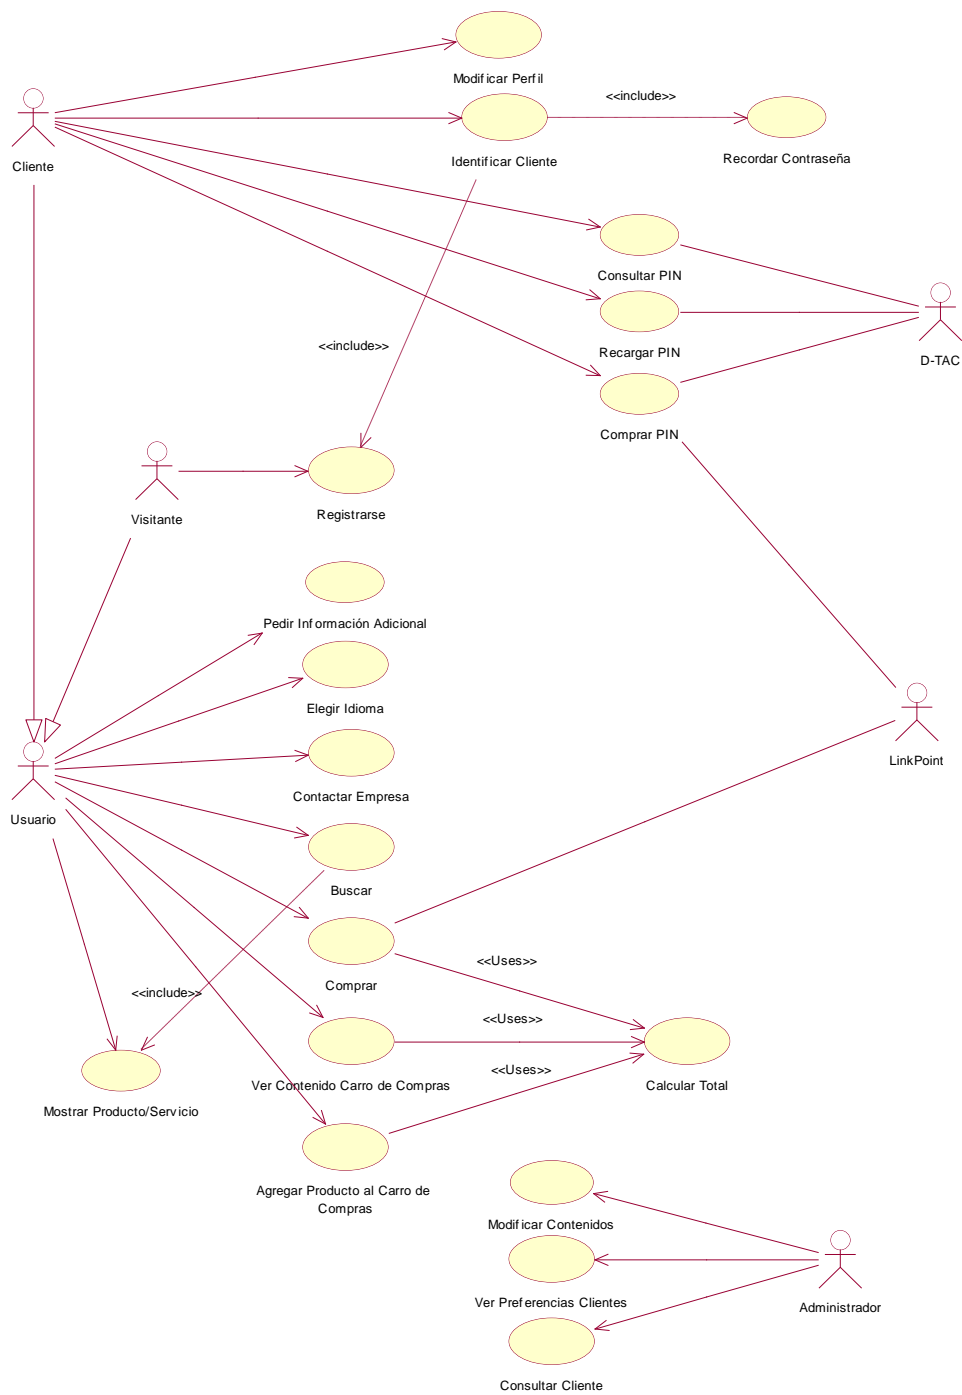 Modificar Perfil
<<include>>
Cliente
Identificar Cliente
Recordar Contraseña
Consultar PIN
<<include>>
Recargar PIN
D-TAC
Comprar PIN
Visitante
Registrarse
Pedir Información Adicional
Elegir Idioma
LinkPoint
Contactar Empresa
Usuario
Buscar
<<Uses>>
Comprar
<<include>>
<<Uses>>
<<Uses>>
Ver Contenido Carro de Compras
Calcular Total
Mostrar Producto/Servicio
Agregar Producto al Carro de
Compras
Modificar Contenidos
Ver Preferencias Clientes
Administrador
Consultar Cliente